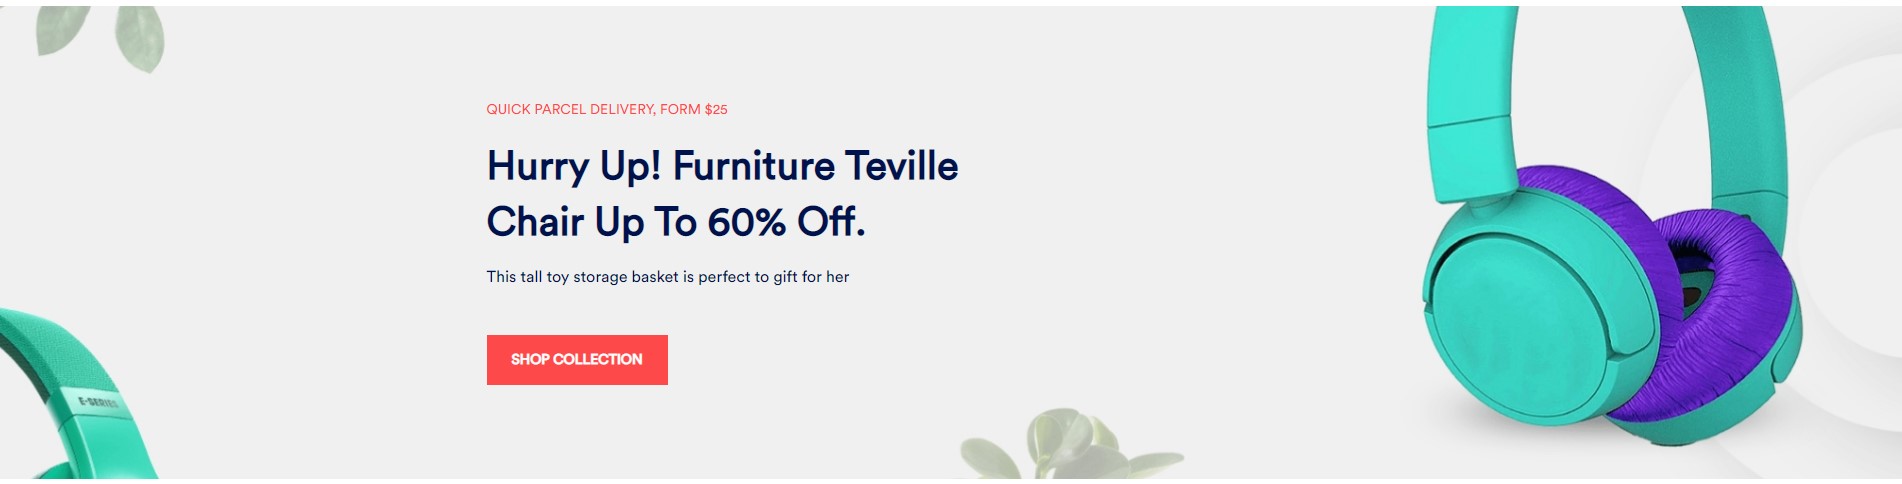 QUICK PARCEL DELIVERY, FORM $25
Hurry Up! Furniture Teville
Chair Up To 60% Off.
This tall toy storage basket is perfect to gift for her
SHOP COLLECTION
E-SERIES